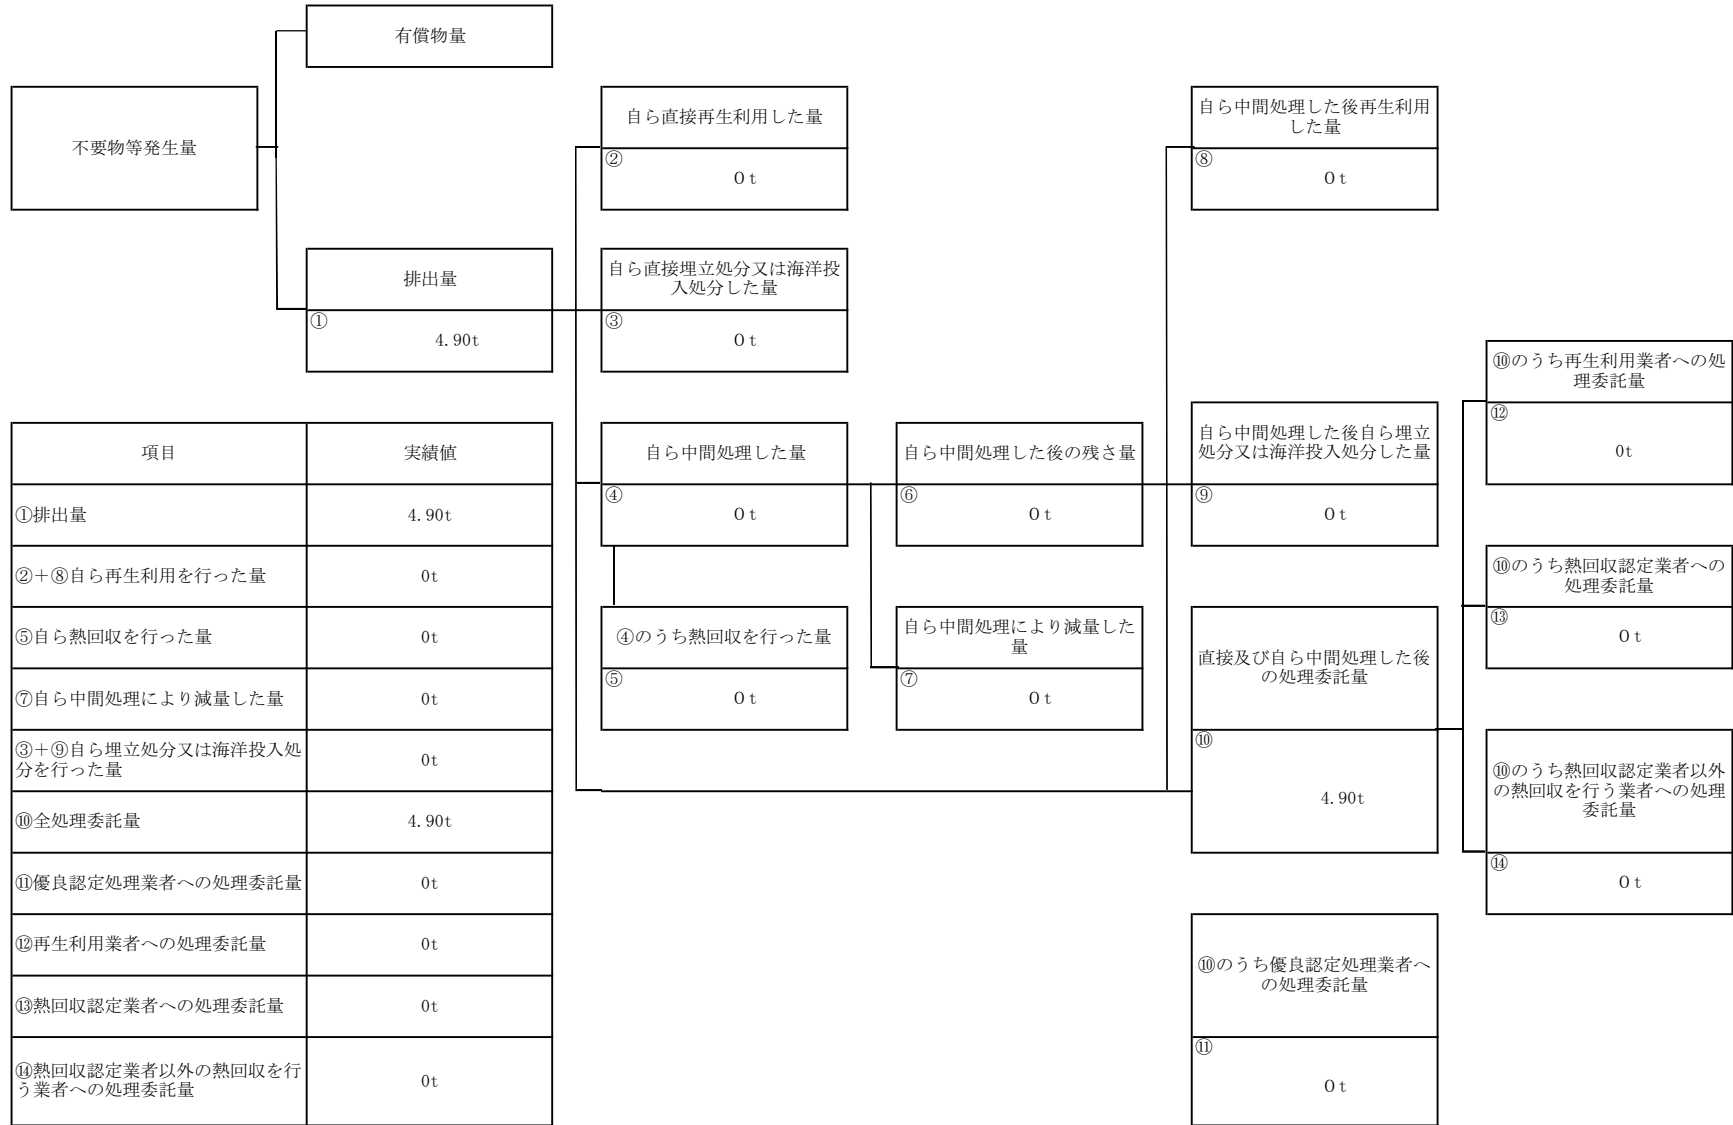 有償物量
不要物等発生量
自ら直接再生利用した量
②
0 t
自ら中間処理した後再生利用
した量
⑧
0 t
排出量
①
4.90t
自ら直接埋立処分又は海洋投
入処分した量
③
0 t
⑩のうち再生利用業者への処
理委託量
⑫
0t
項目
実績値
①排出量
4.90t
②＋⑧自ら再生利用を行った量
0t
⑤自ら熱回収を行った量
0t
⑦自ら中間処理により減量した量
0t
③＋⑨自ら埋立処分又は海洋投入処
分を行った量
0t
⑩全処理委託量
4.90t
⑪優良認定処理業者への処理委託量
0t
⑫再生利用業者への処理委託量
0t
⑬熱回収認定業者への処理委託量
0t
⑭熱回収認定業者以外の熱回収を行
う業者への処理委託量
0t
自ら中間処理した量
④
0 t
自ら中間処理した後の残さ量
⑥
0 t
自ら中間処理した後自ら埋立
処分又は海洋投入処分した量
⑨
0 t
④のうち熱回収を行った量
⑤
0 t
自ら中間処理により減量した
量
⑦
0 t
直接及び自ら中間処理した後
の処理委託量
⑩
4.90t
⑩のうち熱回収認定業者への
処理委託量
⑬
0 t
⑩のうち熱回収認定業者以外
の熱回収を行う業者への処理
委託量
⑭
0 t
⑩のうち優良認定処理業者へ
の処理委託量
⑪
0 t